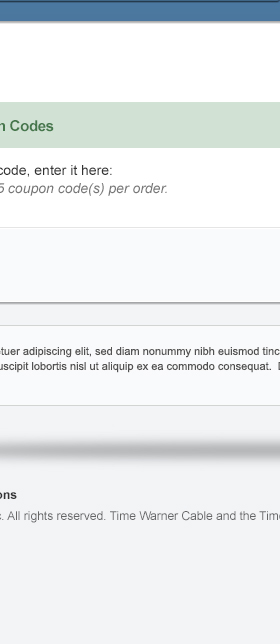 n Codes
code, enter it here:
5 coupon code(s) per order.
tuer adipiscing elit, sed diam nonummy nibh euismod tinc
uscipit lobortis nisl ut aliquip ex ea commodo consequat.
ons
. All rights reserved. Time Warner Cable and the Tim